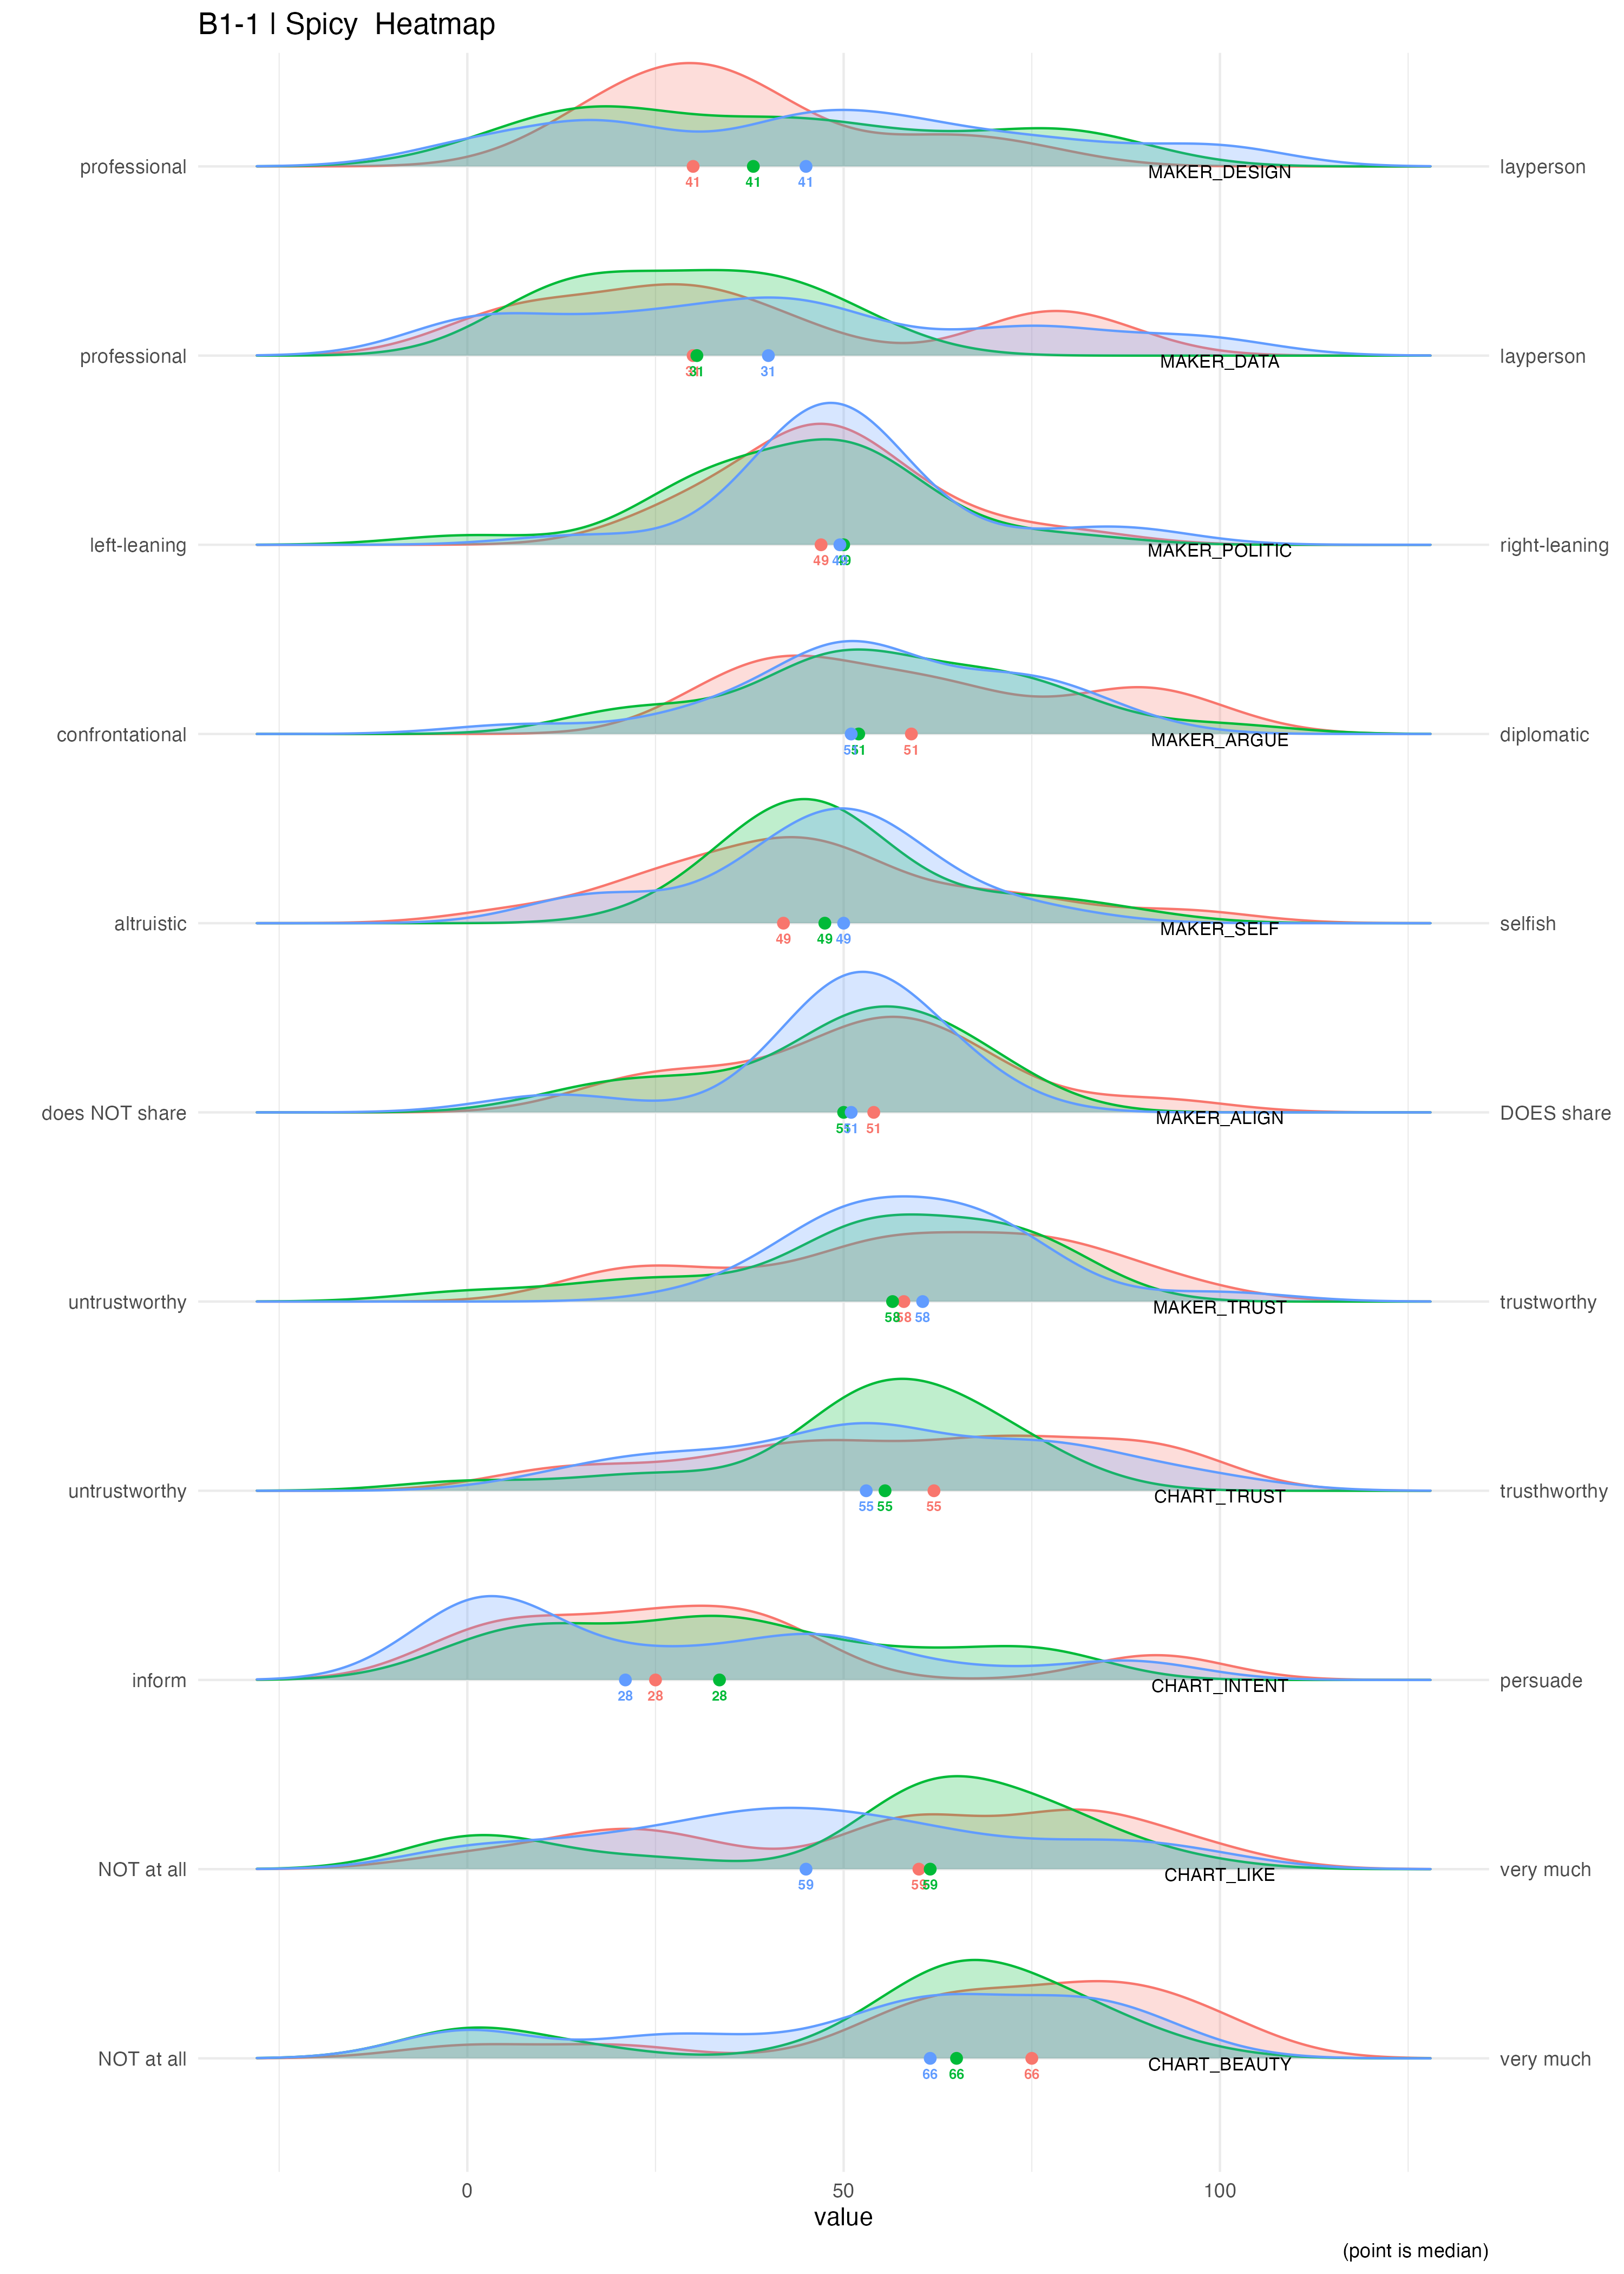 B1-1 | Spicy  Heatmap
professional
layperson
MAKER_DESIGN
41 41 41
professional
layperson
MAKER_DATA
31 31 31
left-leaning
right-leaning
MAKER_POLITIC
49 49 49
confrontational
diplomatic
MAKER_ARGUE
51 51 51
altruistic
selfish
MAKER_SELF
49 49 49
does NOT share
DOES share
MAKER_ALIGN
51 51 51
untrustworthy
trustworthy
MAKER_TRUST
58 58 58
untrustworthy
trusthworthy
CHART_TRUST
55 55 55
inform
persuade
CHART_INTENT
28 28 28
NOT at all
very much
CHART_LIKE
59 59 59
NOT at all
very much
CHART_BEAUTY
66 66 66
0 50 100
value
(point is median)